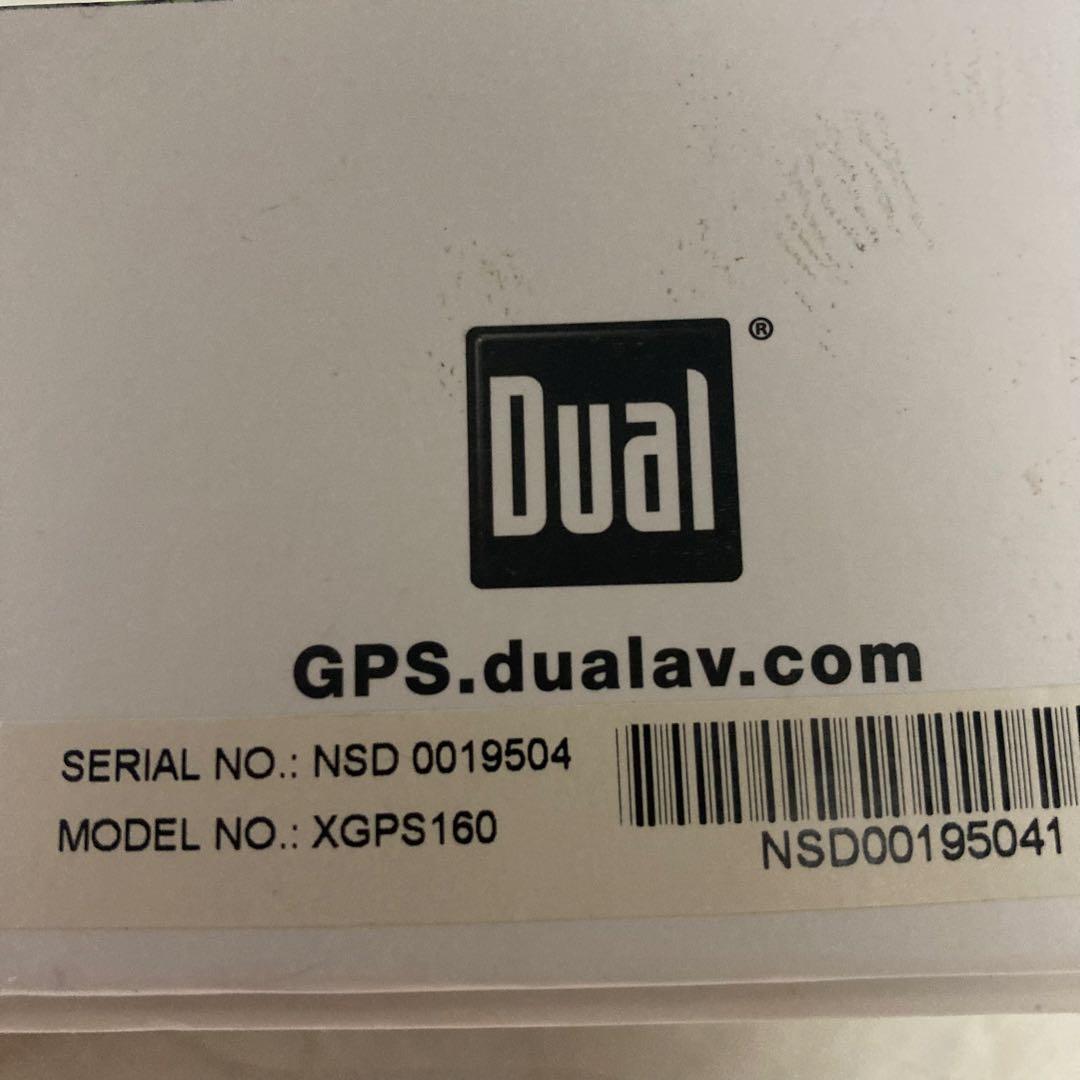 Dual®
GPS.dualav.com
SERIAL NO.: NSD 0019504
MODEL NO.: XGPS160
NSD00195041